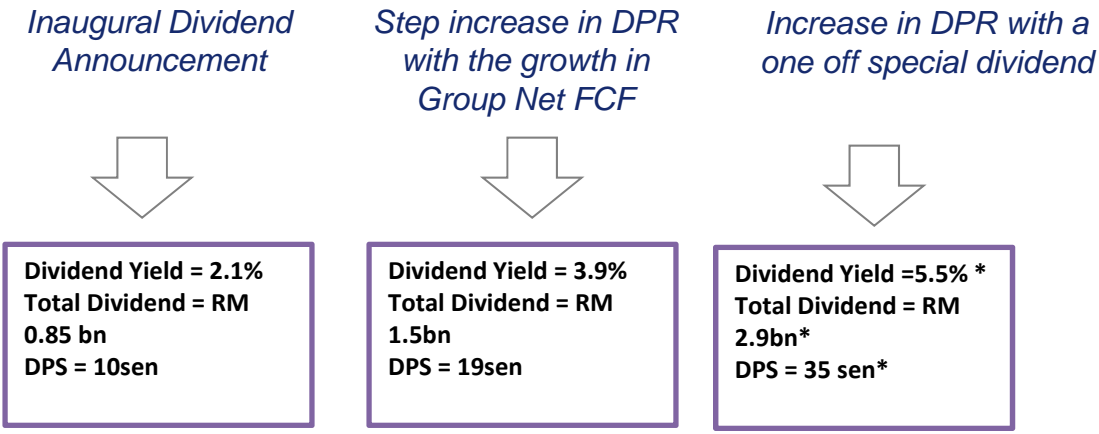 Inaugural Dividend
Announcement
Step increase in DPR
with the growth in
Group Net FCF
Increase in DPR with a
one off special dividend
Dividend Yield = 2.1%
Total Dividend = RM
0.85 bn
DPS = 10sen
Dividend Yield = 3.9%
Total Dividend = RM
1.5bn
DPS = 19sen
Dividend Yield =5.5% *
Total Dividend = RM
2.9bn*
DPS = 35 sen*